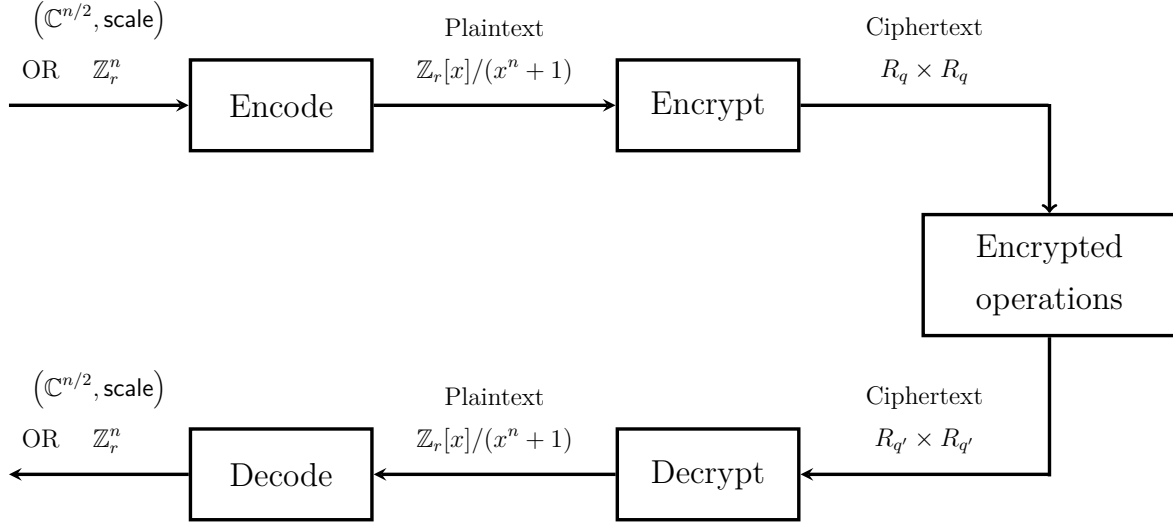 (ℂ^{n/2}, scale)
OR ℤ_r^n
Encode
Plaintext
ℤ_r[x]/(x^n + 1)
Encrypt
Ciphertext
R_q × R_q
Encrypted
operations
Ciphertext
R_{q'} × R_{q'}
Decrypt
Plaintext
ℤ_r[x]/(x^n + 1)
Decode
(ℂ^{n/2}, scale)
OR ℤ_r^n